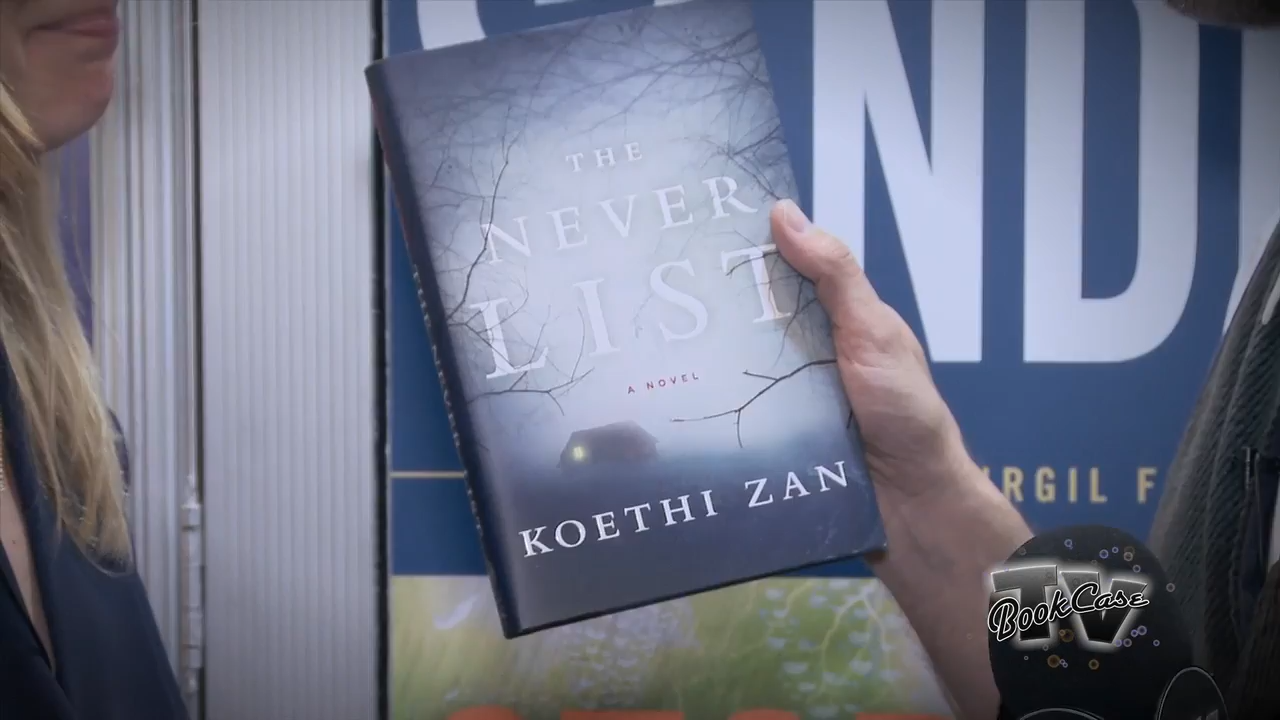 THE
NEVER
LIST
A NOVEL
KOETHI ZAN
ND
RGIL F
TV
BookCase